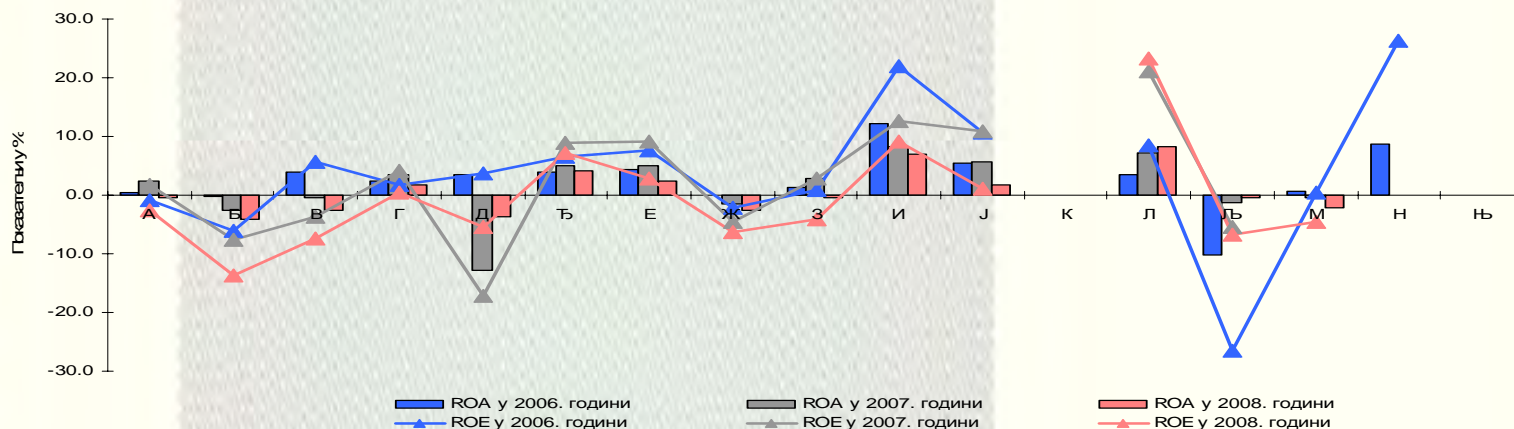 30.0
20.0
10.0
0.0
-10.0
-20.0
-30.0
Показатељи у %
А Б В Г Д Ђ Е Ж З И Ј К Л Љ М Н Њ
ROA у 2006. години ROA у 2007. години ROA у 2008. години
ROE у 2006. години ROE у 2007. години ROE у 2008. години